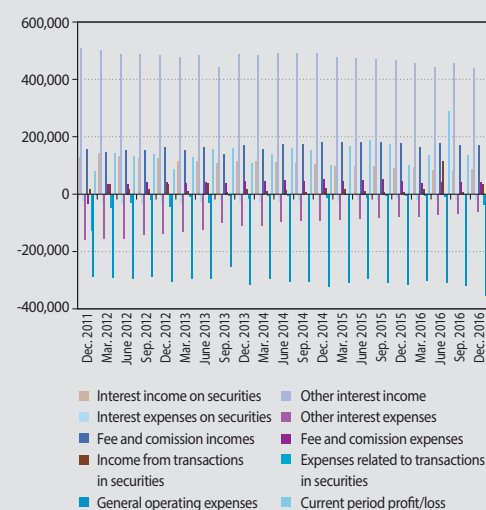 600,000
400,000
200,000
0
-200,000
-400,000
Dec. 2011
Mar. 2012
June 2012
Sep. 2012
Dec. 2012
Mar. 2013
June 2013
Sep. 2013
Dec. 2013
Mar. 2014
June 2014
Sep. 2014
Dec. 2014
Mar. 2015
June 2015
Sep. 2015
Dec. 2015
Mar. 2016
June 2016
Sep. 2016
Dec. 2016
Interest income on securities
Other interest income
Interest expenses on securities
Other interest expenses
Fee and comission incomes
Fee and comission expenses
Income from transactions
in securities
Expenses related to transactions
in securities
General operating expenses
Current period profit/loss